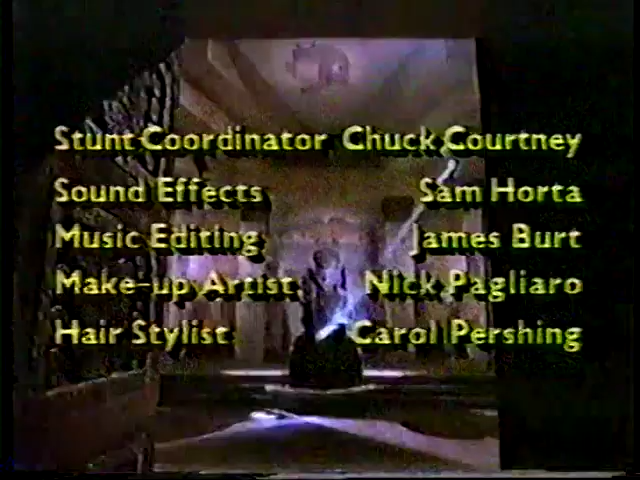 Stunt Coordinator Chuck Courtney
Sound Effects Sam Horta
Music Editing James Burt
Make-up Artist Nick Pagliaro
Hair Stylist Carol Pershing